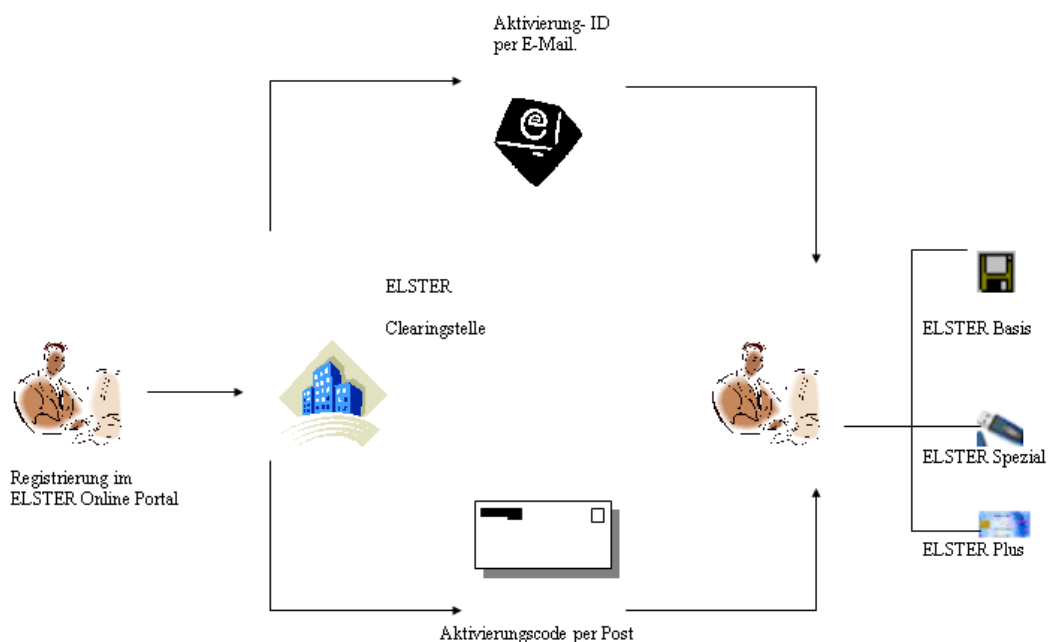 Aktivierung- ID
per E-Mail.
ELSTER
Clearingstelle
Registrierung im
ELSTER Online Portal
ELSTER Basis
ELSTER Spezial
ELSTER Plus
Aktivierungscode per Post